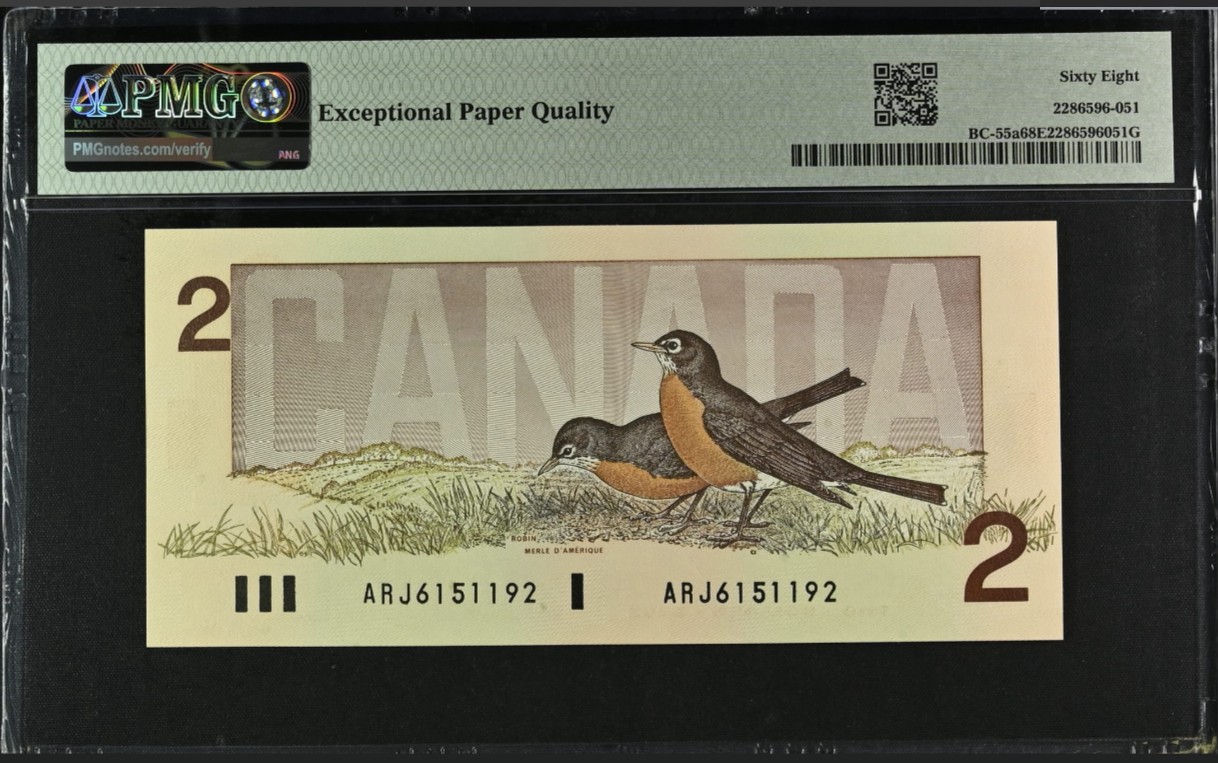 PMG
PAPER MONEY GUARANTY
PMGnotes.com/verify
PNG
Exceptional Paper Quality
Sixty Eight
2286596-051
BC-55a68E2286596051G
2
CANADA
ROBIN
MERLE D'AMÉRIQUE
2
ARJ6151192
ARJ6151192